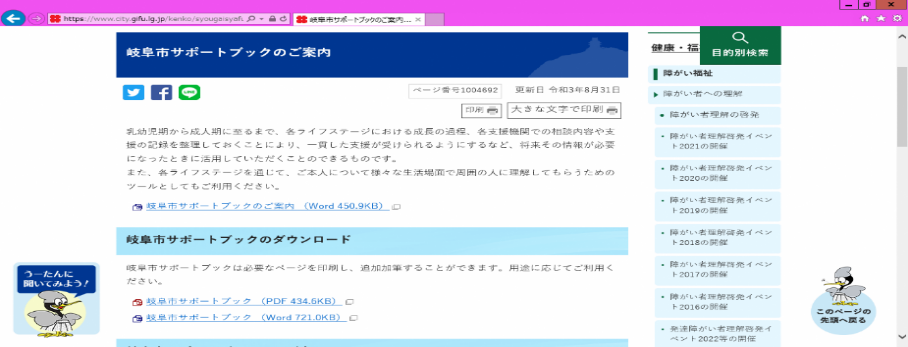 https://www.city.gifu.lg.jp/kenko/syougaisyafu
岐阜市サポートブックのご案内...
岐阜市サポートブックのご案内
ページ番号1004692
更新日 令和3年8月31日
印刷
大きな文字で印刷
乳幼児期から成人期に至るまで、各ライフステージにおける成長の過程、各支援機関での相談内容や支
援の記録を整理しておくことにより、一貫した支援が受けられるようにするなど、将来その情報が必要
になったときに活用していただくことのできるものです。
また、各ライフステージを通じて、ご本人について様々な生活場面で周囲の人に理解してもらうための
ツールとしてもご利用ください。
岐阜市サポートブックのご案内 （Word 450.9KB）
岐阜市サポートブックのダウンロード
岐阜市サポートブックは必要なページを印刷し、追加加筆することができます。用途に応じてご利用く
ださい。
岐阜市サポートブック （PDF 434.6KB）
岐阜市サポートブック （Word 721.0KB）
うーたんに
聞いてみよう！
健康・福
目的別検索
障がい福祉
障がい者への理解
障がい者理解の啓発
障がい者理解啓発イベン
ト2021の開催
障がい者理解啓発イベン
ト2020の開催
障がい者理解啓発イベン
ト2019の開催
障がい者理解啓発イベン
ト2018の開催
障がい者理解啓発イベン
ト2017の開催
障がい者理解啓発イベン
ト2016の開催
発達障がい者理解啓発イ
ベント2022等の開催
このページの
先頭へ戻る